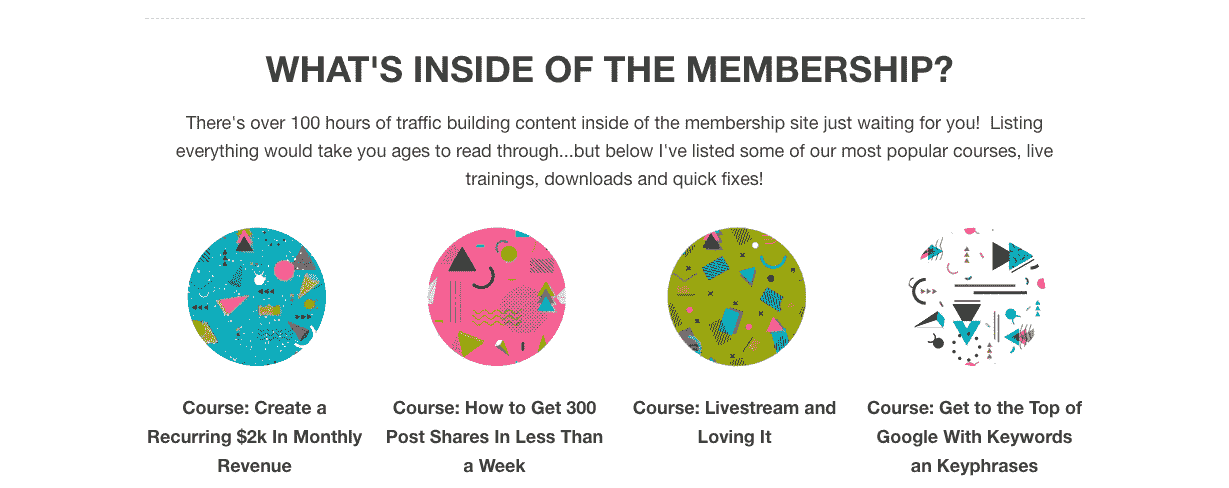 WHAT'S INSIDE OF THE MEMBERSHIP?
There's over 100 hours of traffic building content inside of the membership site just waiting for you!  Listing
everything would take you ages to read through...but below I've listed some of our most popular courses, live
trainings, downloads and quick fixes!
Course: Create a
Recurring $2k In Monthly
Revenue
Course: How to Get 300
Post Shares In Less Than
a Week
Course: Livestream and
Loving It
Course: Get to the Top of
Google With Keywords
an Keyphrases